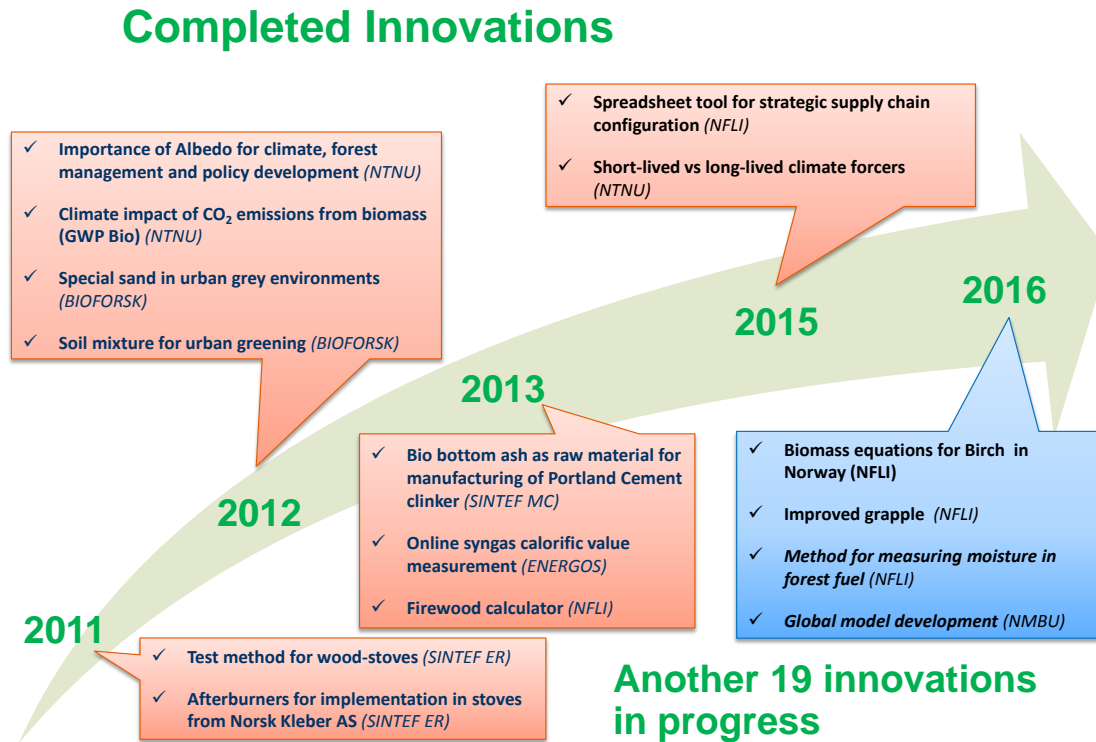 Completed Innovations
✓ Importance of Albedo for climate, forest
management and policy development (NTNU)
✓ Climate impact of CO₂ emissions from biomass
(GWP Bio) (NTNU)
✓ Special sand in urban grey environments
(BIOFORSK)
✓ Soil mixture for urban greening (BIOFORSK)
✓ Spreadsheet tool for strategic supply chain
configuration (NFLI)
✓ Short-lived vs long-lived climate forcers
(NTNU)
2016
2015
2013
2012
2011
✓ Bio bottom ash as raw material for
manufacturing of Portland Cement
clinker (SINTEF MC)
✓ Online syngas calorific value
measurement (ENERGOS)
✓ Firewood calculator (NFLI)
✓ Biomass equations for Birch in
Norway (NFLI)
✓ Improved grapple (NFLI)
✓ Method for measuring moisture in
forest fuel (NFLI)
✓ Global model development (NMBU)
✓ Test method for wood-stoves (SINTEF ER)
✓ Afterburners for implementation in stoves
from Norsk Kleber AS (SINTEF ER)
Another 19 innovations
in progress